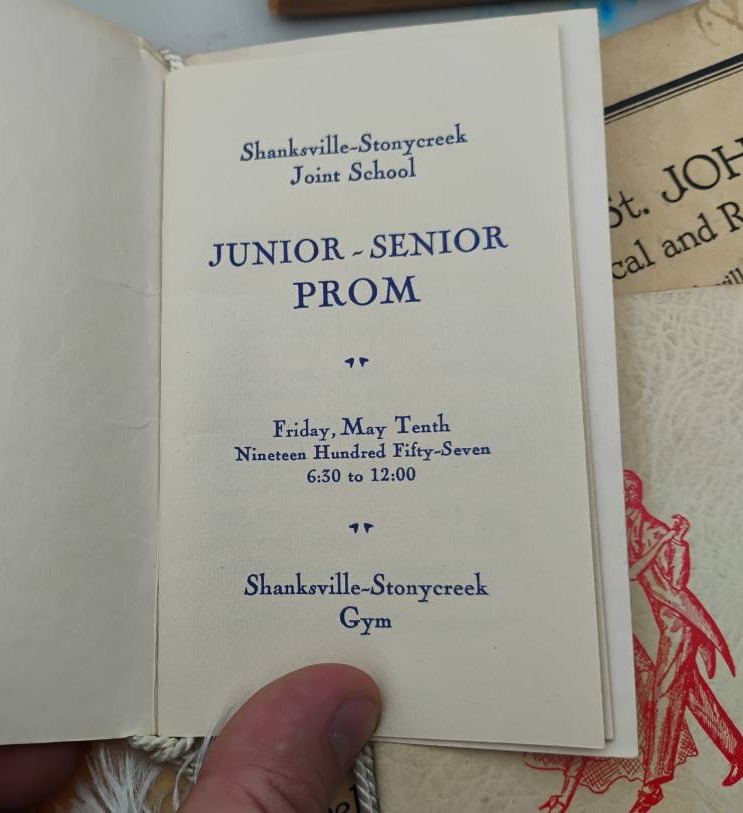 Shanksville-Stonycreek
Joint School
JUNIOR - SENIOR
PROM
Friday, May Tenth
Nineteen Hundred Fifty-Seven
6:30 to 12:00
Shanksville-Stonycreek
Gym
St. JOH
cal and R